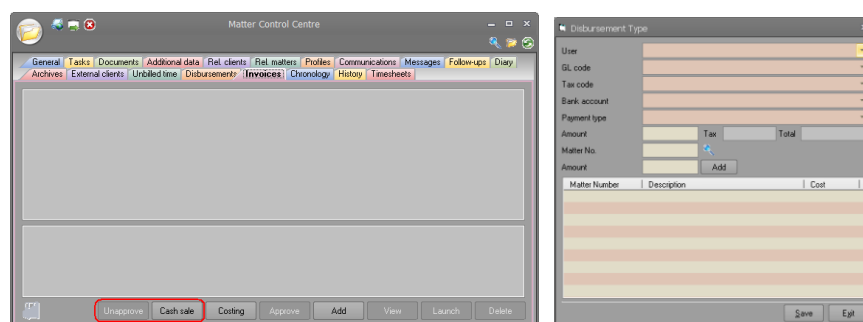 Matter Control Centre
General Tasks Documents Additional data Rel. clients Rel. matters Profiles Communications Messages Follow-ups Diary
Archives External clients Unbilled time Disbursements Invoices Chronology History Timesheets
Unapprove Cash sale Costing Approve Add View Launch Delete
Disbursement Type
User
GL code
Tax code
Bank account
Payment type
Amount Tax Total
Matter No.
Amount Add
Matter Number Description Cost
Save Exit